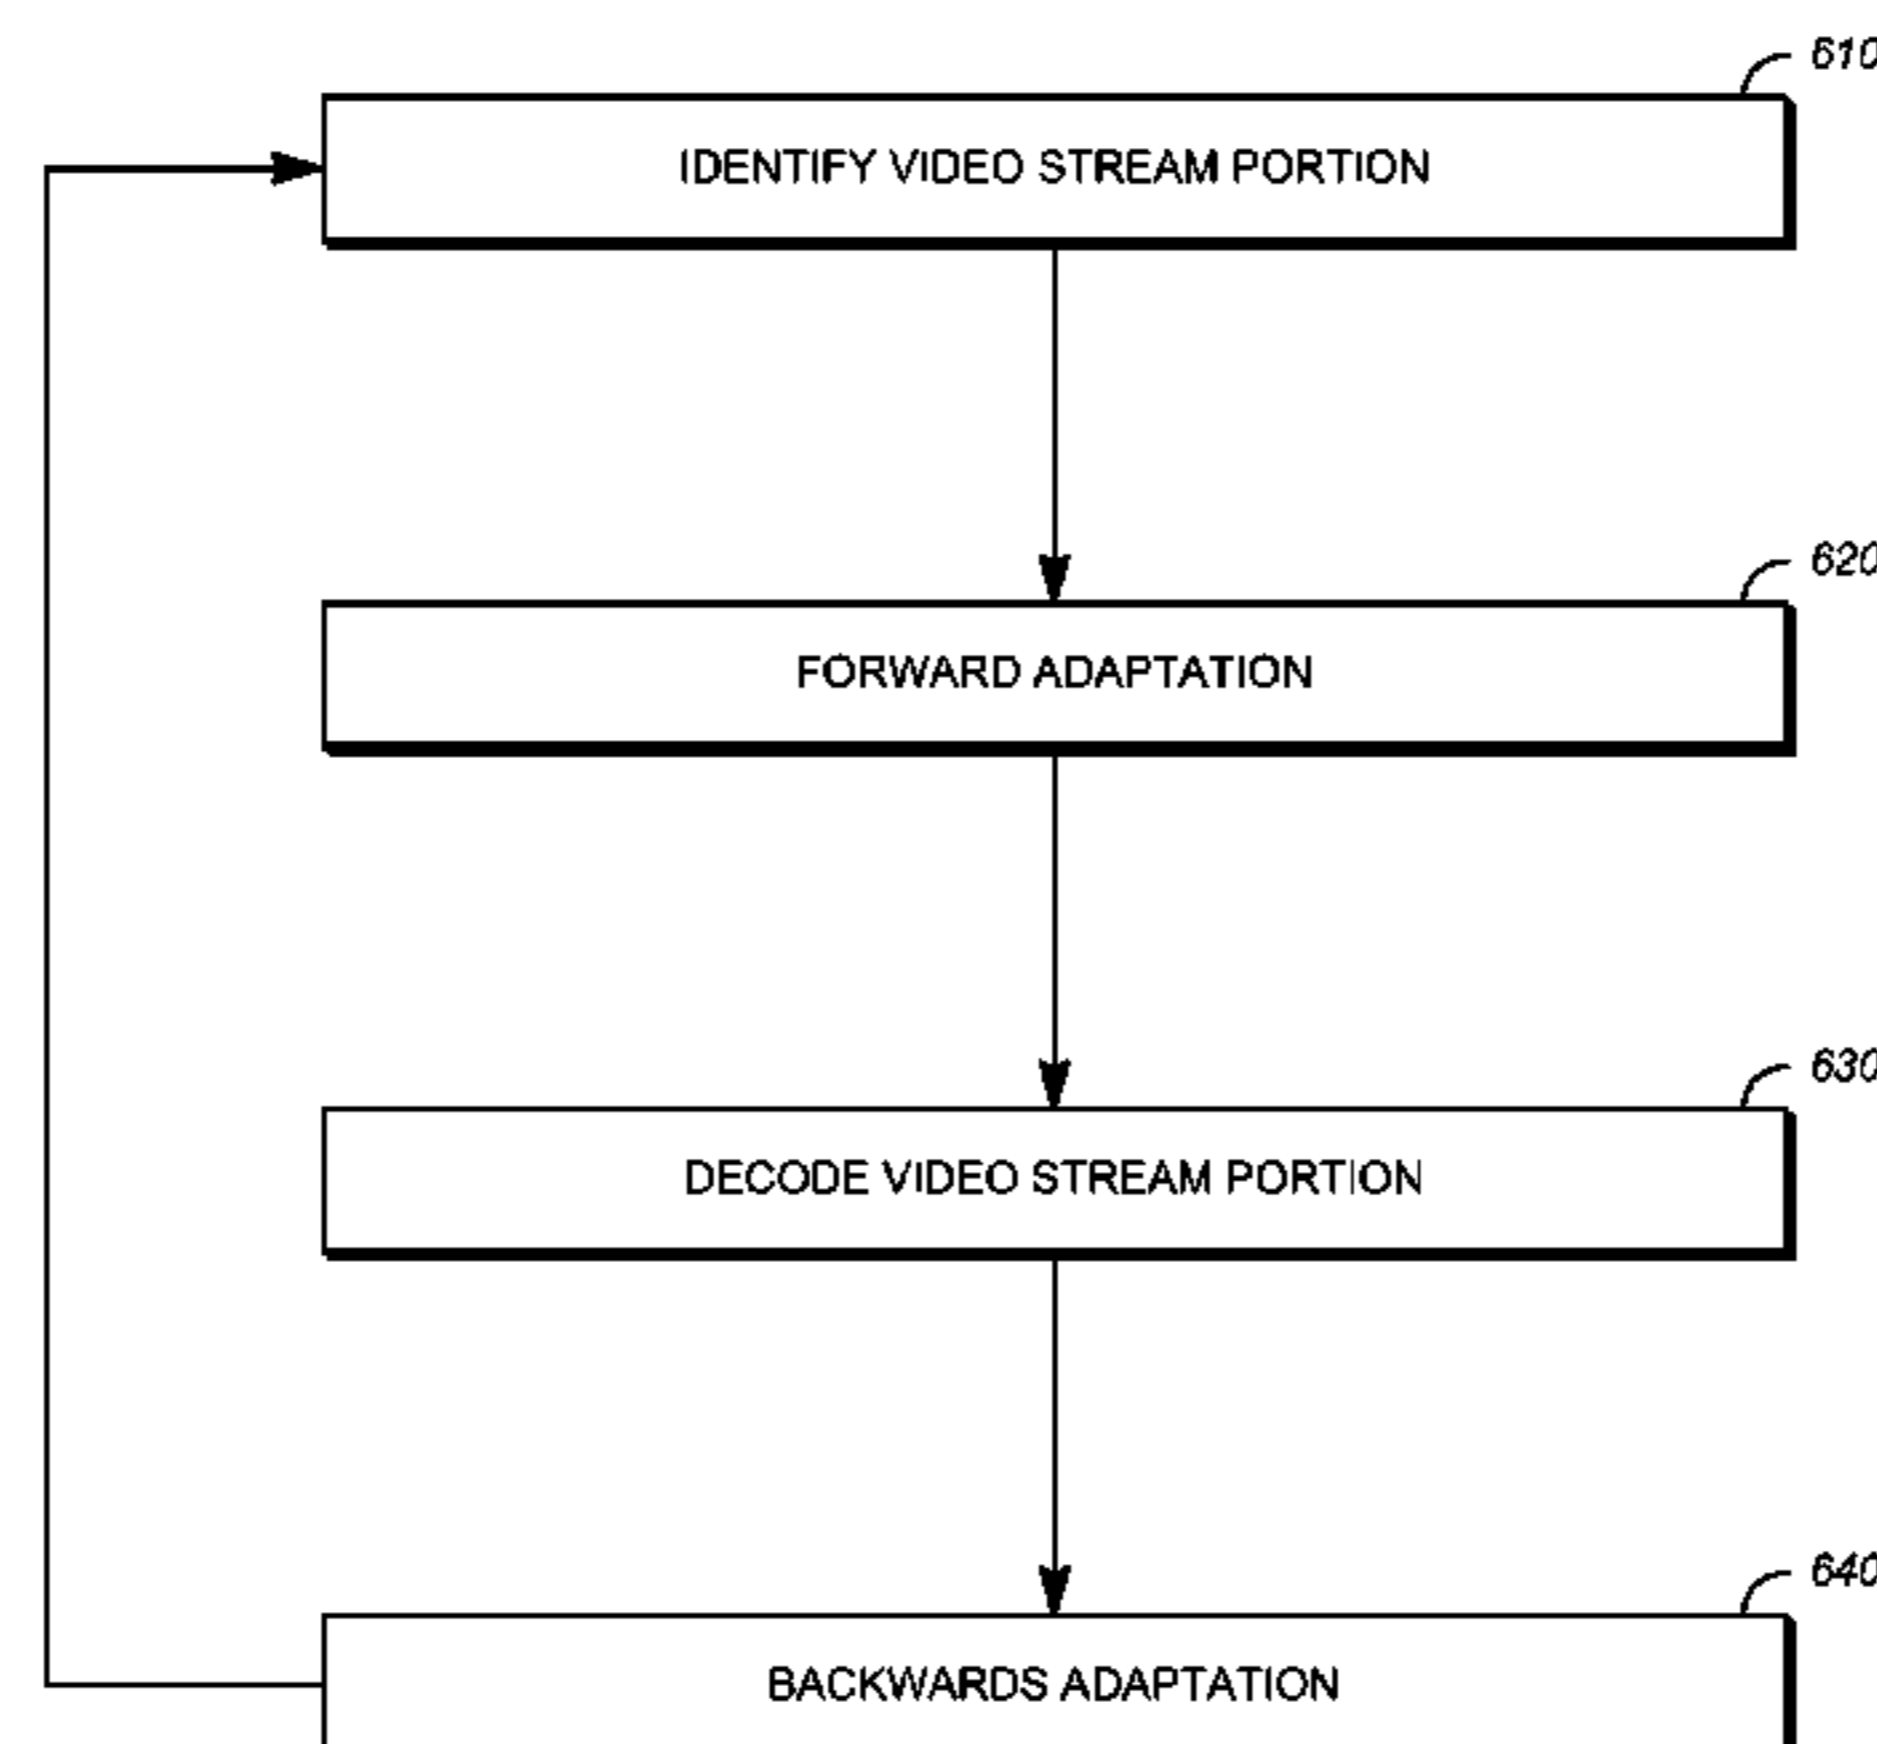 610
IDENTIFY VIDEO STREAM PORTION
620
FORWARD ADAPTATION
630
DECODE VIDEO STREAM PORTION
640
BACKWARDS ADAPTATION